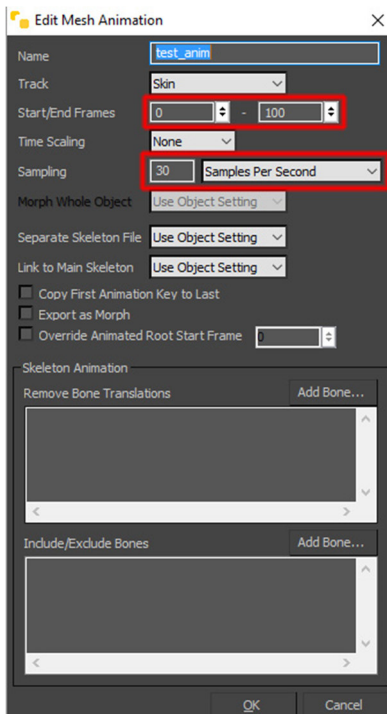 Edit Mesh Animation
Name test_anim
Track Skin
Start/End Frames 0 - 100
Time Scaling None
Sampling 30 Samples Per Second
Morph Whole Object Use Object Setting
Separate Skeleton File Use Object Setting
Link to Main Skeleton Use Object Setting
Copy First Animation Key to Last
Export as Morph
Override Animated Root Start Frame 0
Skeleton Animation
Remove Bone Translations Add Bone...
Include/Exclude Bones Add Bone...
OK Cancel